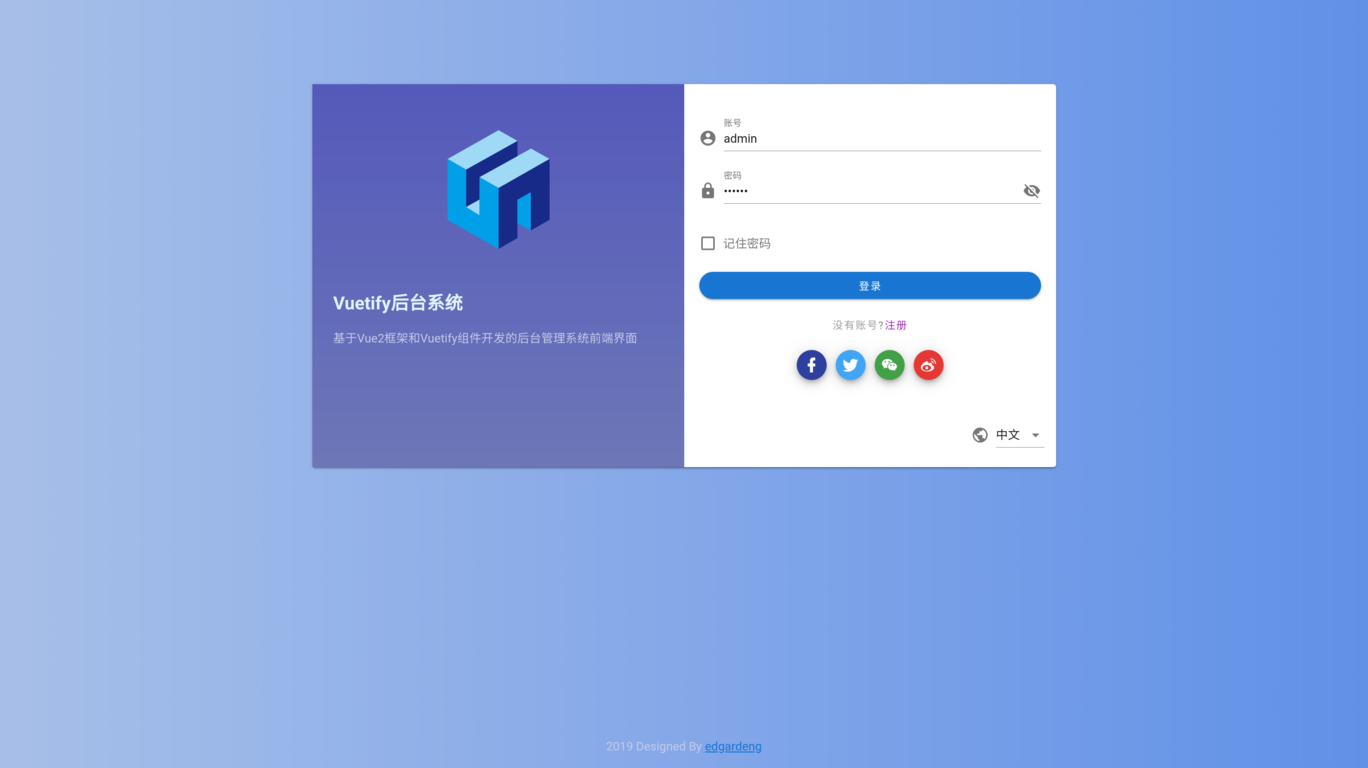 Vuetify后台系统
基于Vue2框架和Vuetify组件开发的后台管理系统前端界面
账号
admin
密码
••••••
记住密码
登录
没有账号?注册
中文
2019 Designed By edgardeng